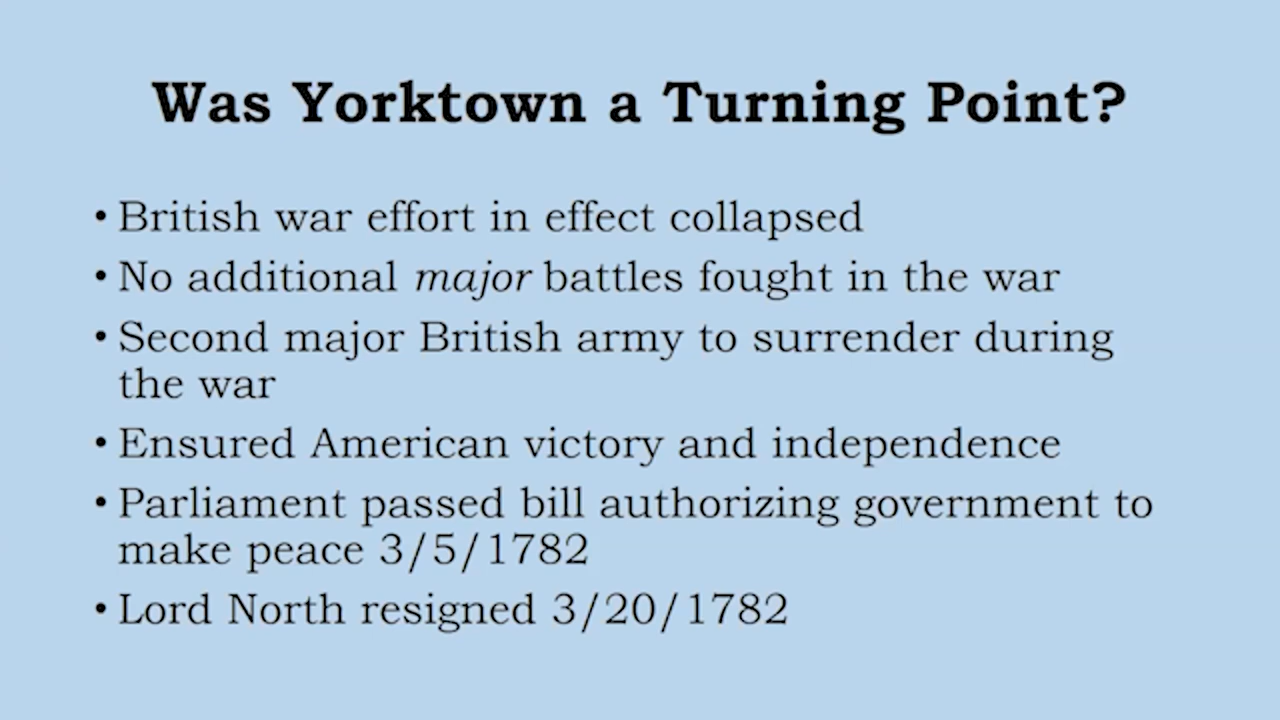 Was Yorktown a Turning Point?
• British war effort in effect collapsed
• No additional major battles fought in the war
• Second major British army to surrender during
the war
• Ensured American victory and independence
• Parliament passed bill authorizing government to
make peace 3/5/1782
• Lord North resigned 3/20/1782